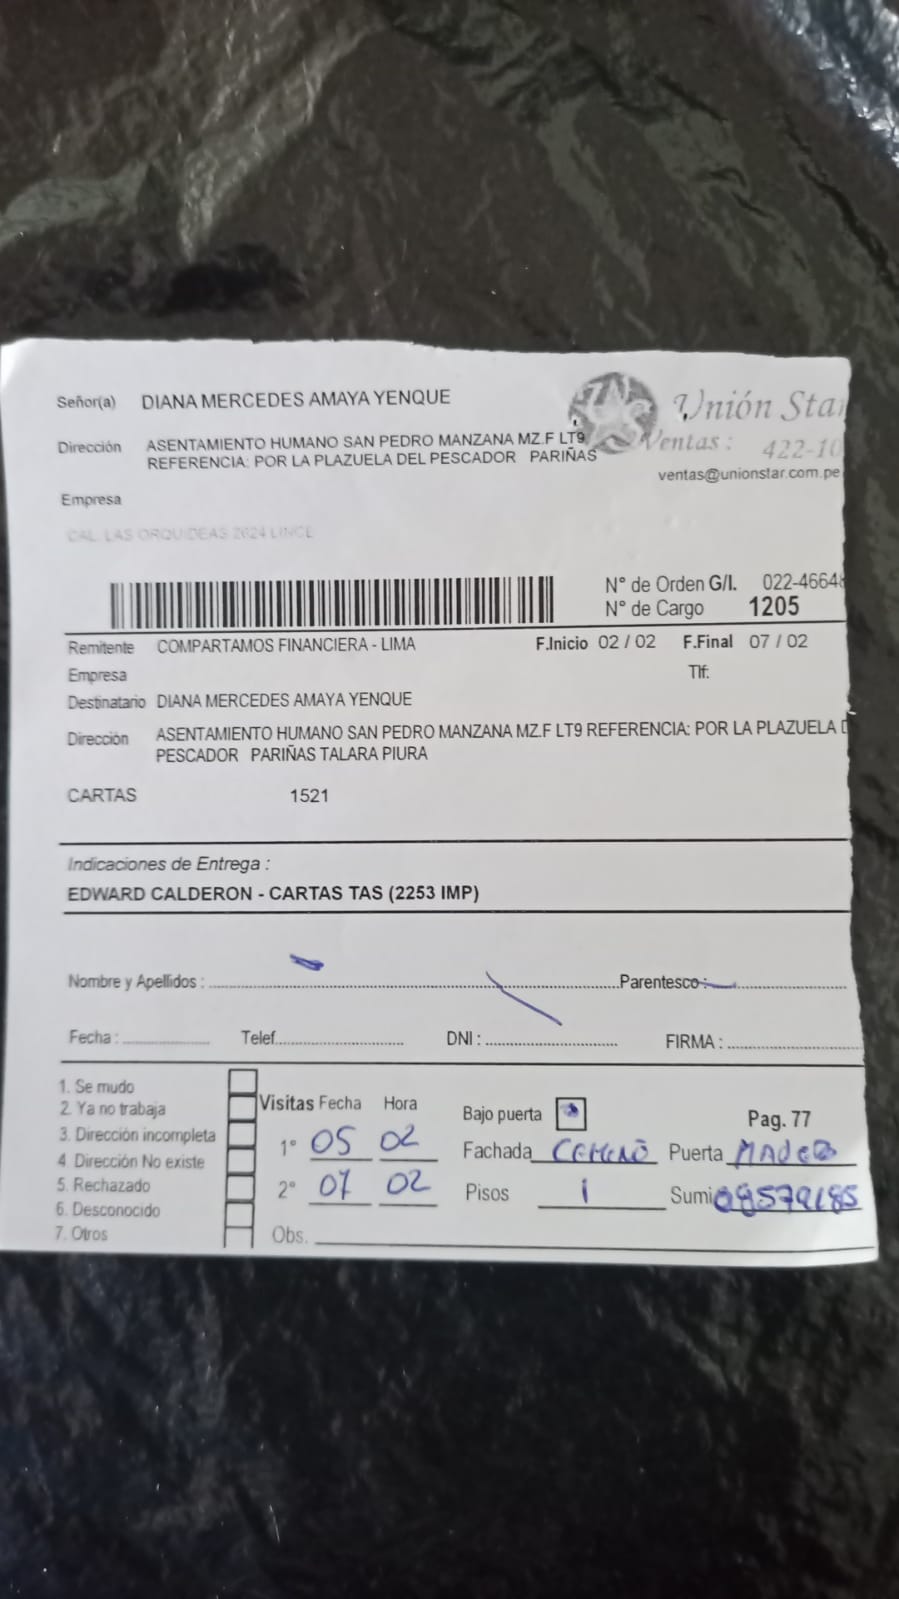 Señor(a) DIANA MERCEDES AMAYA YENQUE
Unión Star
Dirección ASENTAMIENTO HUMANO SAN PEDRO MANZANA MZ.F LT9
REFERENCIA: POR LA PLAZUELA DEL PESCADOR PARIÑAS
Ventas : 422-10
ventas@unionstar.com.pe
Empresa
CAL. LAS ORQUIDEAS 2624 LINCE
N° de Orden G/I. 022-46648
N° de Cargo 1205
Remitente COMPARTAMOS FINANCIERA - LIMA F.Inicio 02 / 02 F.Final 07 / 02
Empresa Tlf:
Destinatario DIANA MERCEDES AMAYA YENQUE
Dirección ASENTAMIENTO HUMANO SAN PEDRO MANZANA MZ.F LT9 REFERENCIA: POR LA PLAZUELA D
PESCADOR PARIÑAS TALARA PIURA
CARTAS 1521
Indicaciones de Entrega :
EDWARD CALDERON - CARTAS TAS (2253 IMP)
Nombre y Apellidos : Parentesco :
Fecha : Telef. DNI : FIRMA :
1. Se mudo
2. Ya no trabaja
3. Dirección incompleta
4. Dirección No existe
5. Rechazado
6. Desconocido
7. Otros
Visitas Fecha Hora
1° 05 02
2° 07 02
Obs.
Bajo puerta Pag. 77
Fachada Puerta
Pisos 1 Sumi